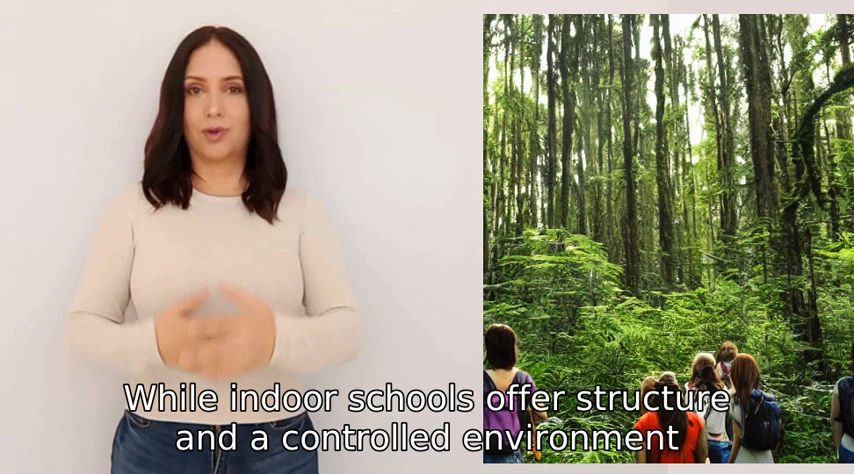 While indoor schools offer structure
and a controlled environment